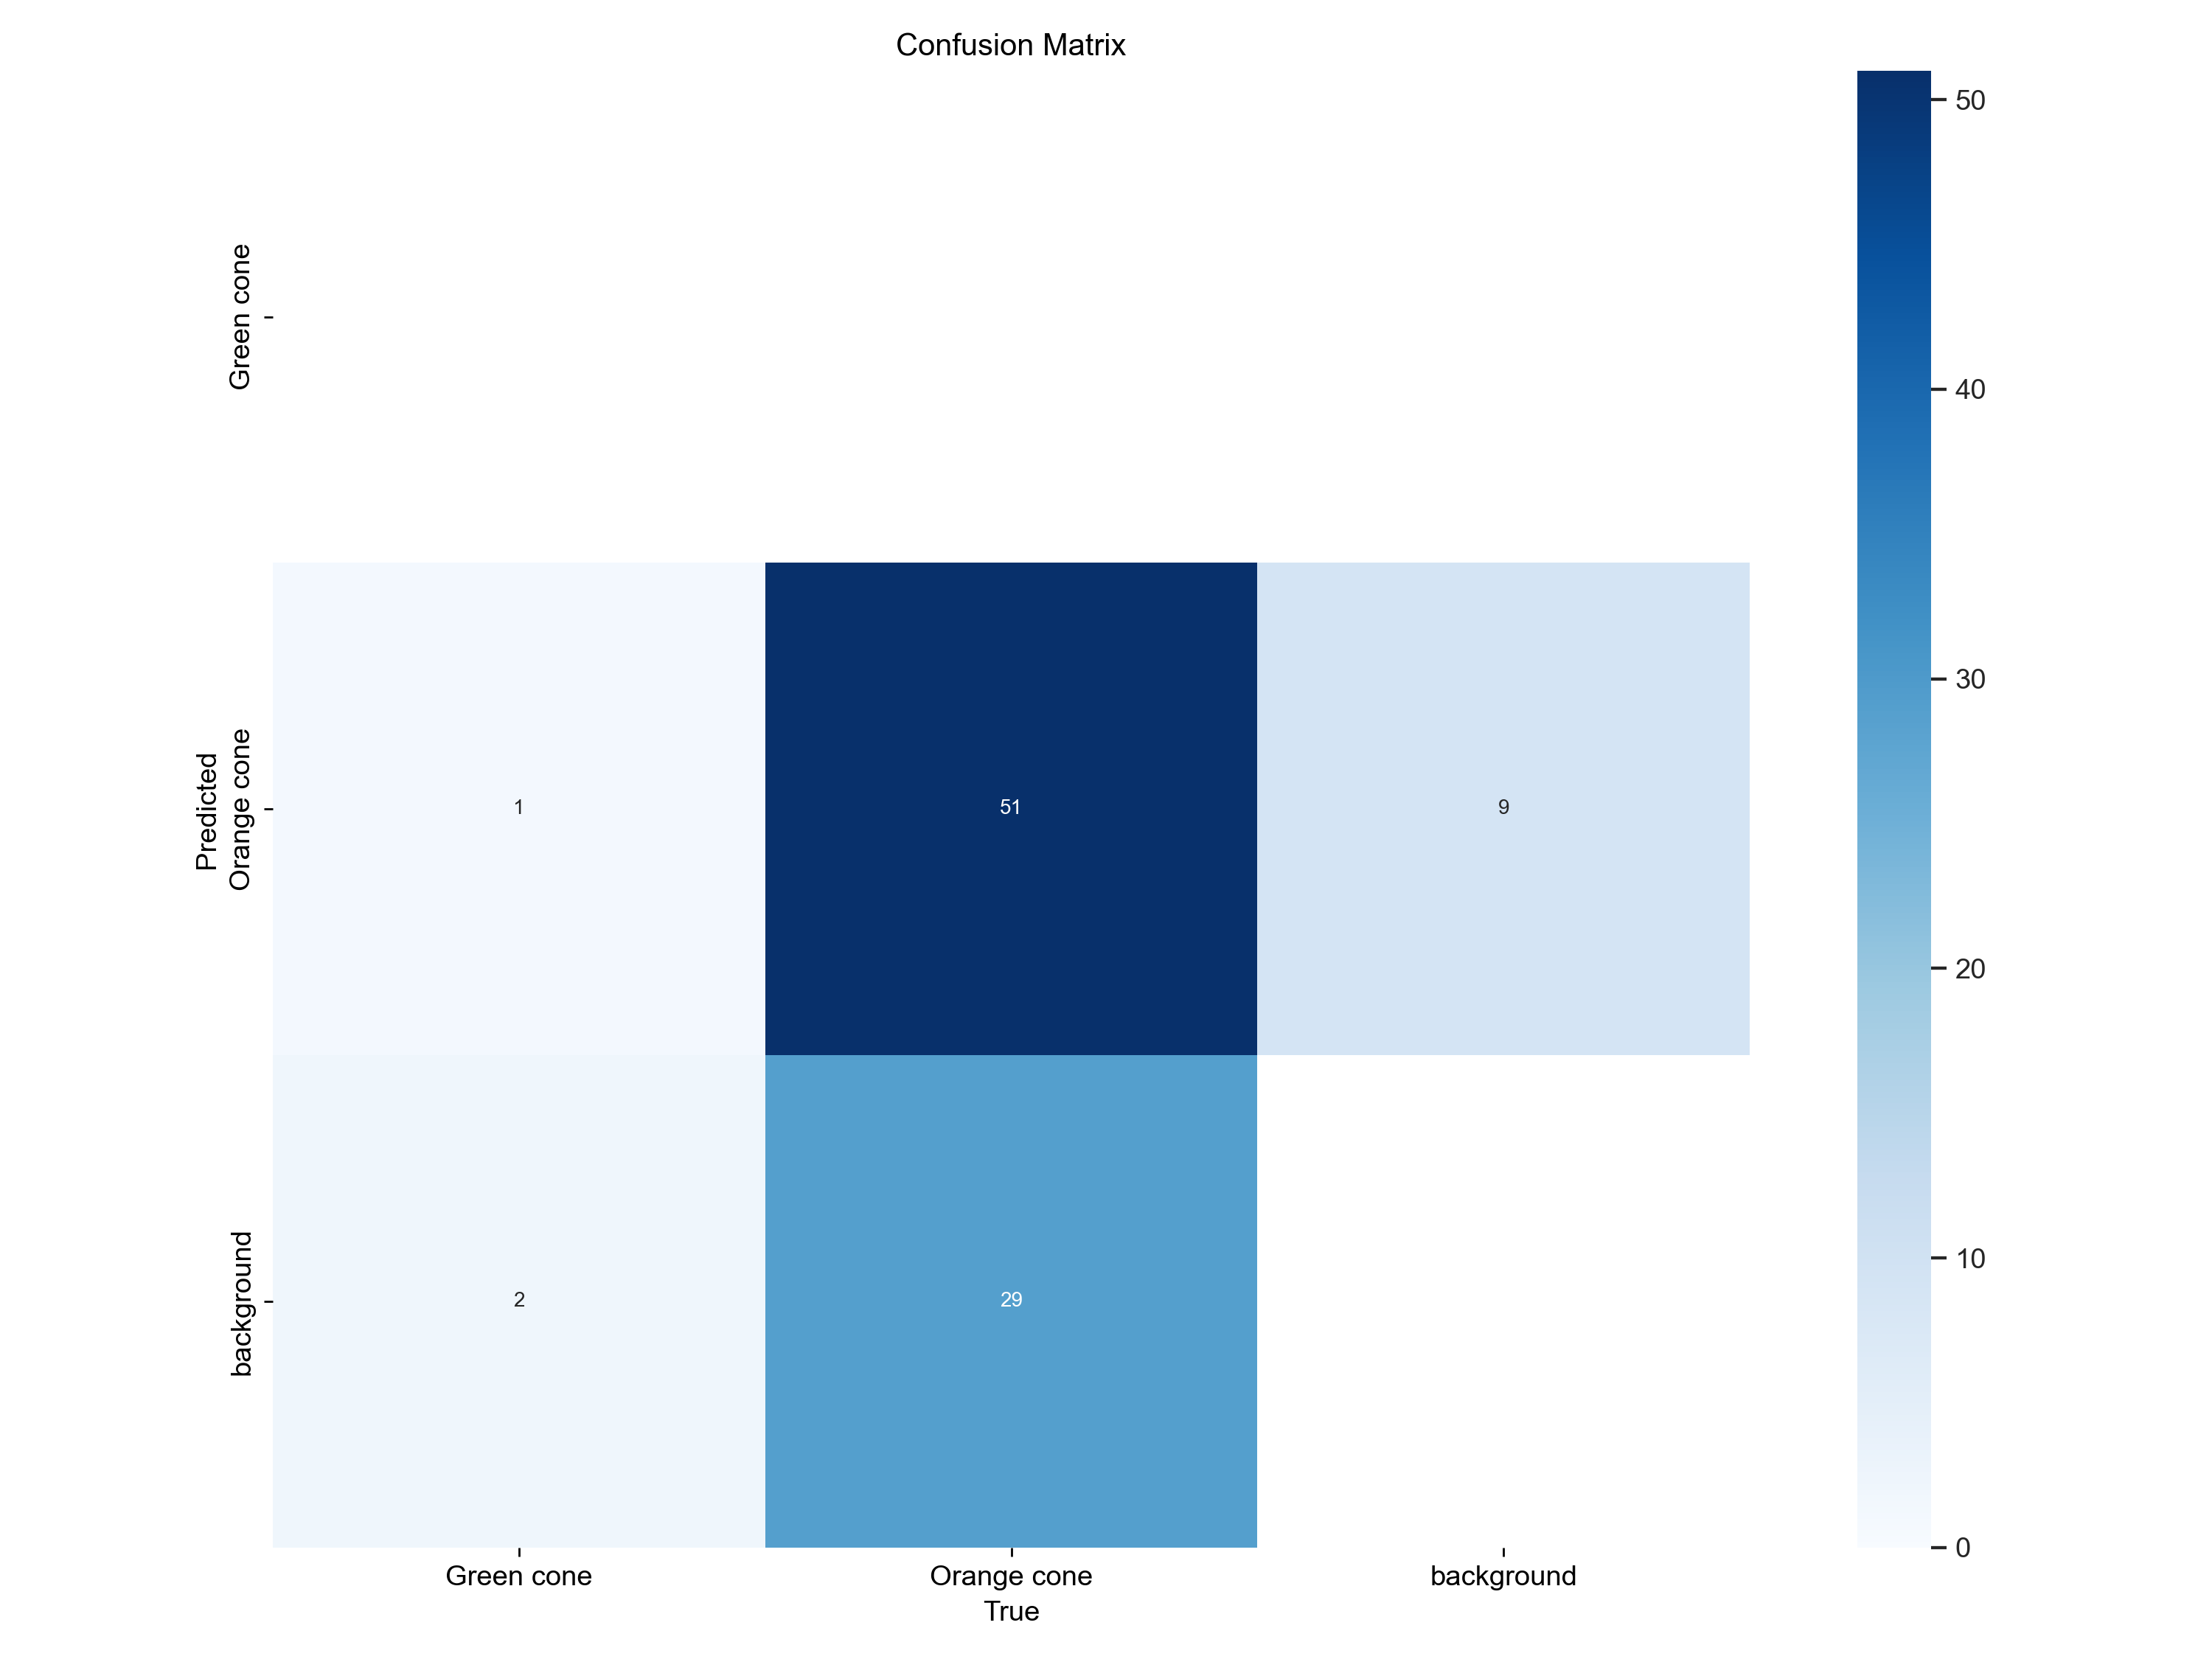 Confusion Matrix
Green cone
Orange cone
background
Predicted
1
51
9
2
29
Green cone
Orange cone
background
True
50
40
30
20
10
0